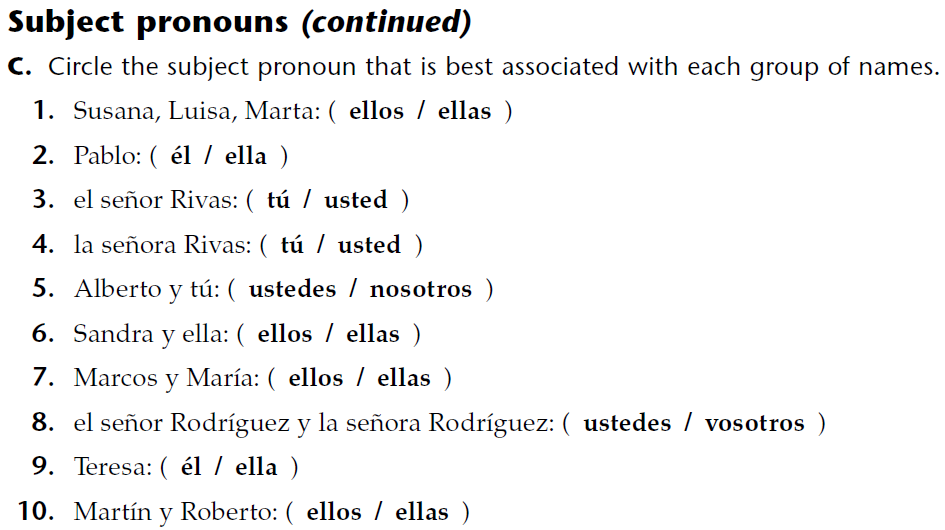 Subject pronouns (continued)
C. Circle the subject pronoun that is best associated with each group of names.
1. Susana, Luisa, Marta: ( ellos / ellas )
2. Pablo: ( él / ella )
3. el señor Rivas: ( tú / usted )
4. la señora Rivas: ( tú / usted )
5. Alberto y tú: ( ustedes / nosotros )
6. Sandra y ella: ( ellos / ellas )
7. Marcos y María: ( ellos / ellas )
8. el señor Rodríguez y la señora Rodríguez: ( ustedes / vosotros )
9. Teresa: ( él / ella )
10. Martín y Roberto: ( ellos / ellas )